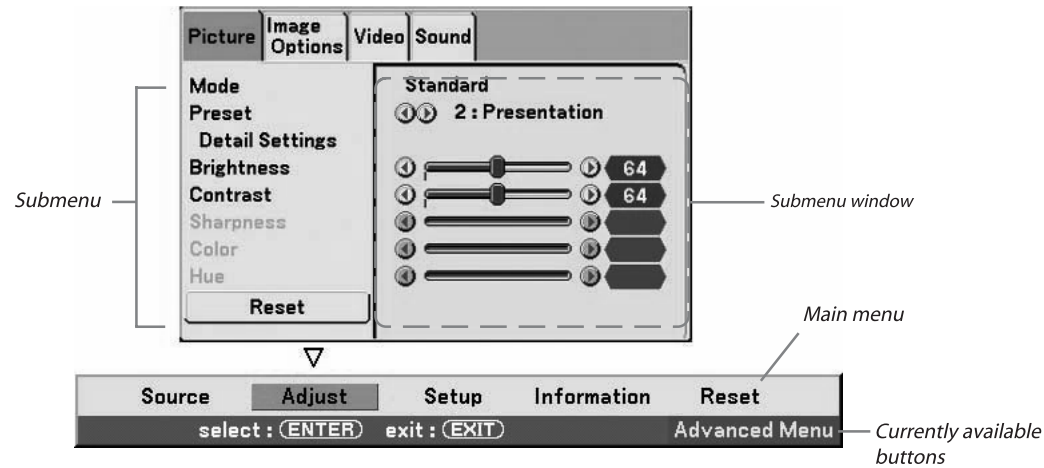 Picture Image Options Video Sound
Mode Standard
Preset 2 : Presentation
Detail Settings
Brightness 64
Contrast 64
Sharpness
Color
Hue
Reset
Submenu
Submenu window
Main menu
Source Adjust Setup Information Reset
select : ENTER exit : EXIT Advanced Menu
Currently available
buttons